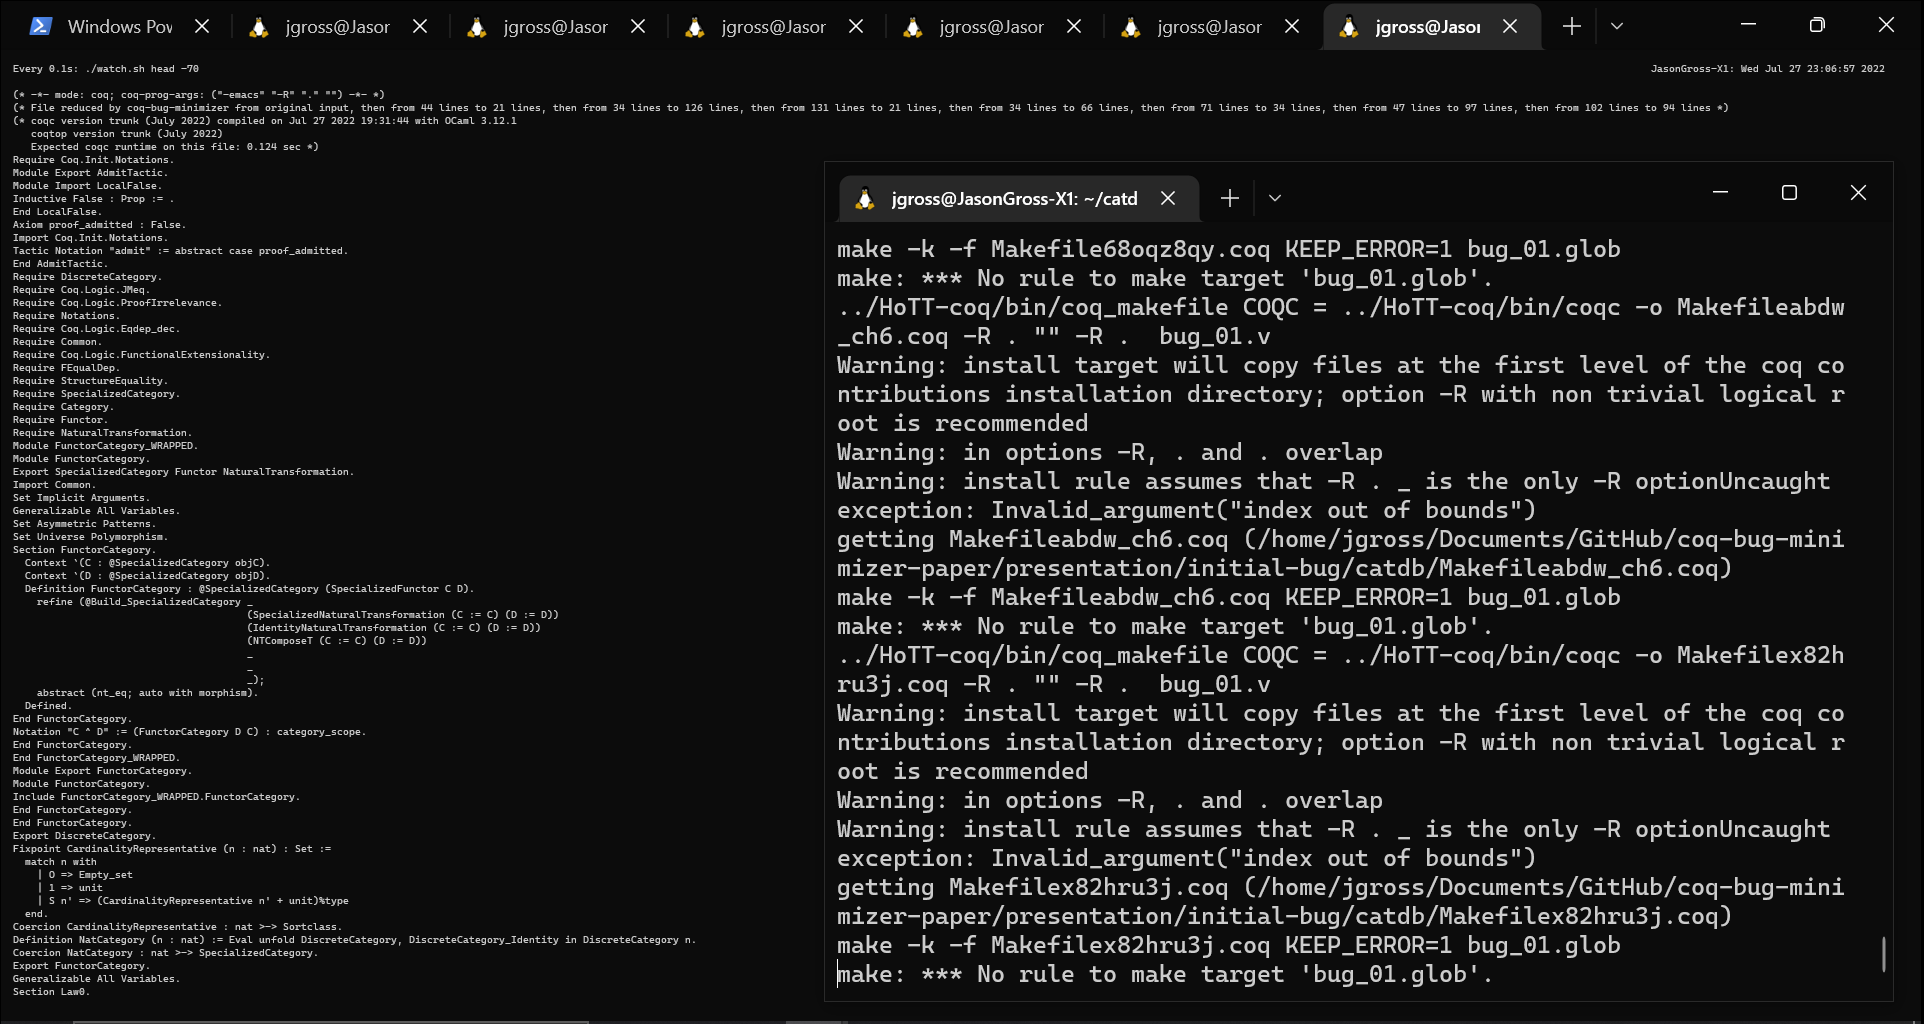 Windows Pow
jgross@Jasor
jgross@Jasor
jgross@Jasor
jgross@Jasor
jgross@Jasor
jgross@Jasor
Every 0.1s: ./watch.sh head -70
JasonGross-X1: Wed Jul 27 23:06:57 2022
(* -*- mode: coq; coq-prog-args: ("-emacs" "-R" "." "") -*- *)
(* File reduced by coq-bug-minimizer from original input, then from 44 lines to 21 lines, then from 34 lines to 126 lines, then from 131 lines to 21 lines, then from 34 lines to 66 lines, then from 71 lines to 34 lines, then from 47 lines to 97 lines, then from 102 lines to 94 lines *)
(* coqc version trunk (July 2022) compiled on Jul 27 2022 19:31:44 with OCaml 3.12.1
coqtop version trunk (July 2022)
Expected coqc runtime on this file: 0.124 sec *)
Require Coq.Init.Notations.
Module Export AdmitTactic.
Module Import LocalFalse.
Inductive False : Prop := .
End LocalFalse.
Axiom proof_admitted : False.
Import Coq.Init.Notations.
Tactic Notation "admit" := abstract case proof_admitted.
End AdmitTactic.
Require DiscreteCategory.
Require Coq.Logic.JMeq.
Require Coq.Logic.ProofIrrelevance.
Require Notations.
Require Coq.Logic.Eqdep_dec.
Require Common.
Require Coq.Logic.FunctionalExtensionality.
Require FEqualDep.
Require StructureEquality.
Require SpecializedCategory.
Require Category.
Require Functor.
Require NaturalTransformation.
Module FunctorCategory_WRAPPED.
Module FunctorCategory.
Export SpecializedCategory Functor NaturalTransformation.
Import Common.
Set Implicit Arguments.
Generalizable All Variables.
Set Asymmetric Patterns.
Set Universe Polymorphism.
Section FunctorCategory.
Context `(C : @SpecializedCategory objC).
Context `(D : @SpecializedCategory objD).
Definition FunctorCategory : @SpecializedCategory (SpecializedFunctor C D).
refine (@Build_SpecializedCategory _
(SpecializedNaturalTransformation (C := C) (D := D))
(IdentityNaturalTransformation (C := C) (D := D))
(NTComposeT (C := C) (D := D))
_
_
_);
abstract (nt_eq; auto with morphism).
Defined.
End FunctorCategory.
Notation "C ^ D" := (FunctorCategory D C) : category_scope.
End FunctorCategory.
End FunctorCategory_WRAPPED.
Module Export FunctorCategory.
Module FunctorCategory.
Include FunctorCategory_WRAPPED.FunctorCategory.
End FunctorCategory.
End FunctorCategory.
Export DiscreteCategory.
Fixpoint CardinalityRepresentative (n : nat) : Set :=
match n with
| O => Empty_set
| 1 => unit
| S n' => (CardinalityRepresentative n' + unit)%type
end.
Coercion CardinalityRepresentative : nat >-> Sortclass.
Definition NatCategory (n : nat) := Eval unfold DiscreteCategory, DiscreteCategory_Identity in DiscreteCategory n.
Coercion NatCategory : nat >-> SpecializedCategory.
Export FunctorCategory.
Generalizable All Variables.
Section Law0.
jgross@JasonGross-X1: ~/catd
make -k -f Makefile68oqz8qy.coq KEEP_ERROR=1 bug_01.glob
make: *** No rule to make target 'bug_01.glob'.
../HoTT-coq/bin/coq_makefile COQC = ../HoTT-coq/bin/coqc -o Makefileabdw
_ch6.coq -R . "" -R .  bug_01.v
Warning: install target will copy files at the first level of the coq co
ntributions installation directory; option -R with non trivial logical r
oot is recommended
Warning: in options -R, . and . overlap
Warning: install rule assumes that -R . _ is the only -R optionUncaught
exception: Invalid_argument("index out of bounds")
getting Makefileabdw_ch6.coq (/home/jgross/Documents/GitHub/coq-bug-mini
mizer-paper/presentation/initial-bug/catdb/Makefileabdw_ch6.coq)
make -k -f Makefileabdw_ch6.coq KEEP_ERROR=1 bug_01.glob
make: *** No rule to make target 'bug_01.glob'.
../HoTT-coq/bin/coq_makefile COQC = ../HoTT-coq/bin/coqc -o Makefilex82h
ru3j.coq -R . "" -R .  bug_01.v
Warning: install target will copy files at the first level of the coq co
ntributions installation directory; option -R with non trivial logical r
oot is recommended
Warning: in options -R, . and . overlap
Warning: install rule assumes that -R . _ is the only -R optionUncaught
exception: Invalid_argument("index out of bounds")
getting Makefilex82hru3j.coq (/home/jgross/Documents/GitHub/coq-bug-mini
mizer-paper/presentation/initial-bug/catdb/Makefilex82hru3j.coq)
make -k -f Makefilex82hru3j.coq KEEP_ERROR=1 bug_01.glob
make: *** No rule to make target 'bug_01.glob'.